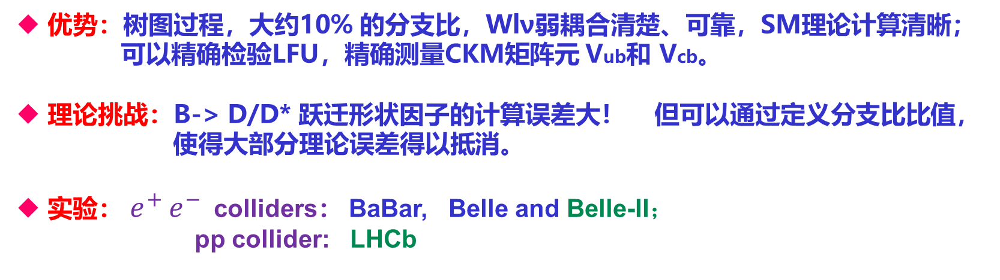 ◆ 优势：树图过程，大约10% 的分支比，Wlν弱耦合清楚、可靠，SM理论计算清晰；
可以精确检验LFU，精确测量CKM矩阵元 Vub和 Vcb。
◆ 理论挑战：B-> D/D* 跃迁形状因子的计算误差大！ 但可以通过定义分支比比值，
使得大部分理论误差得以抵消。
◆ 实验： e⁺ e⁻ colliders： BaBar, Belle and Belle-II；
pp collider: LHCb